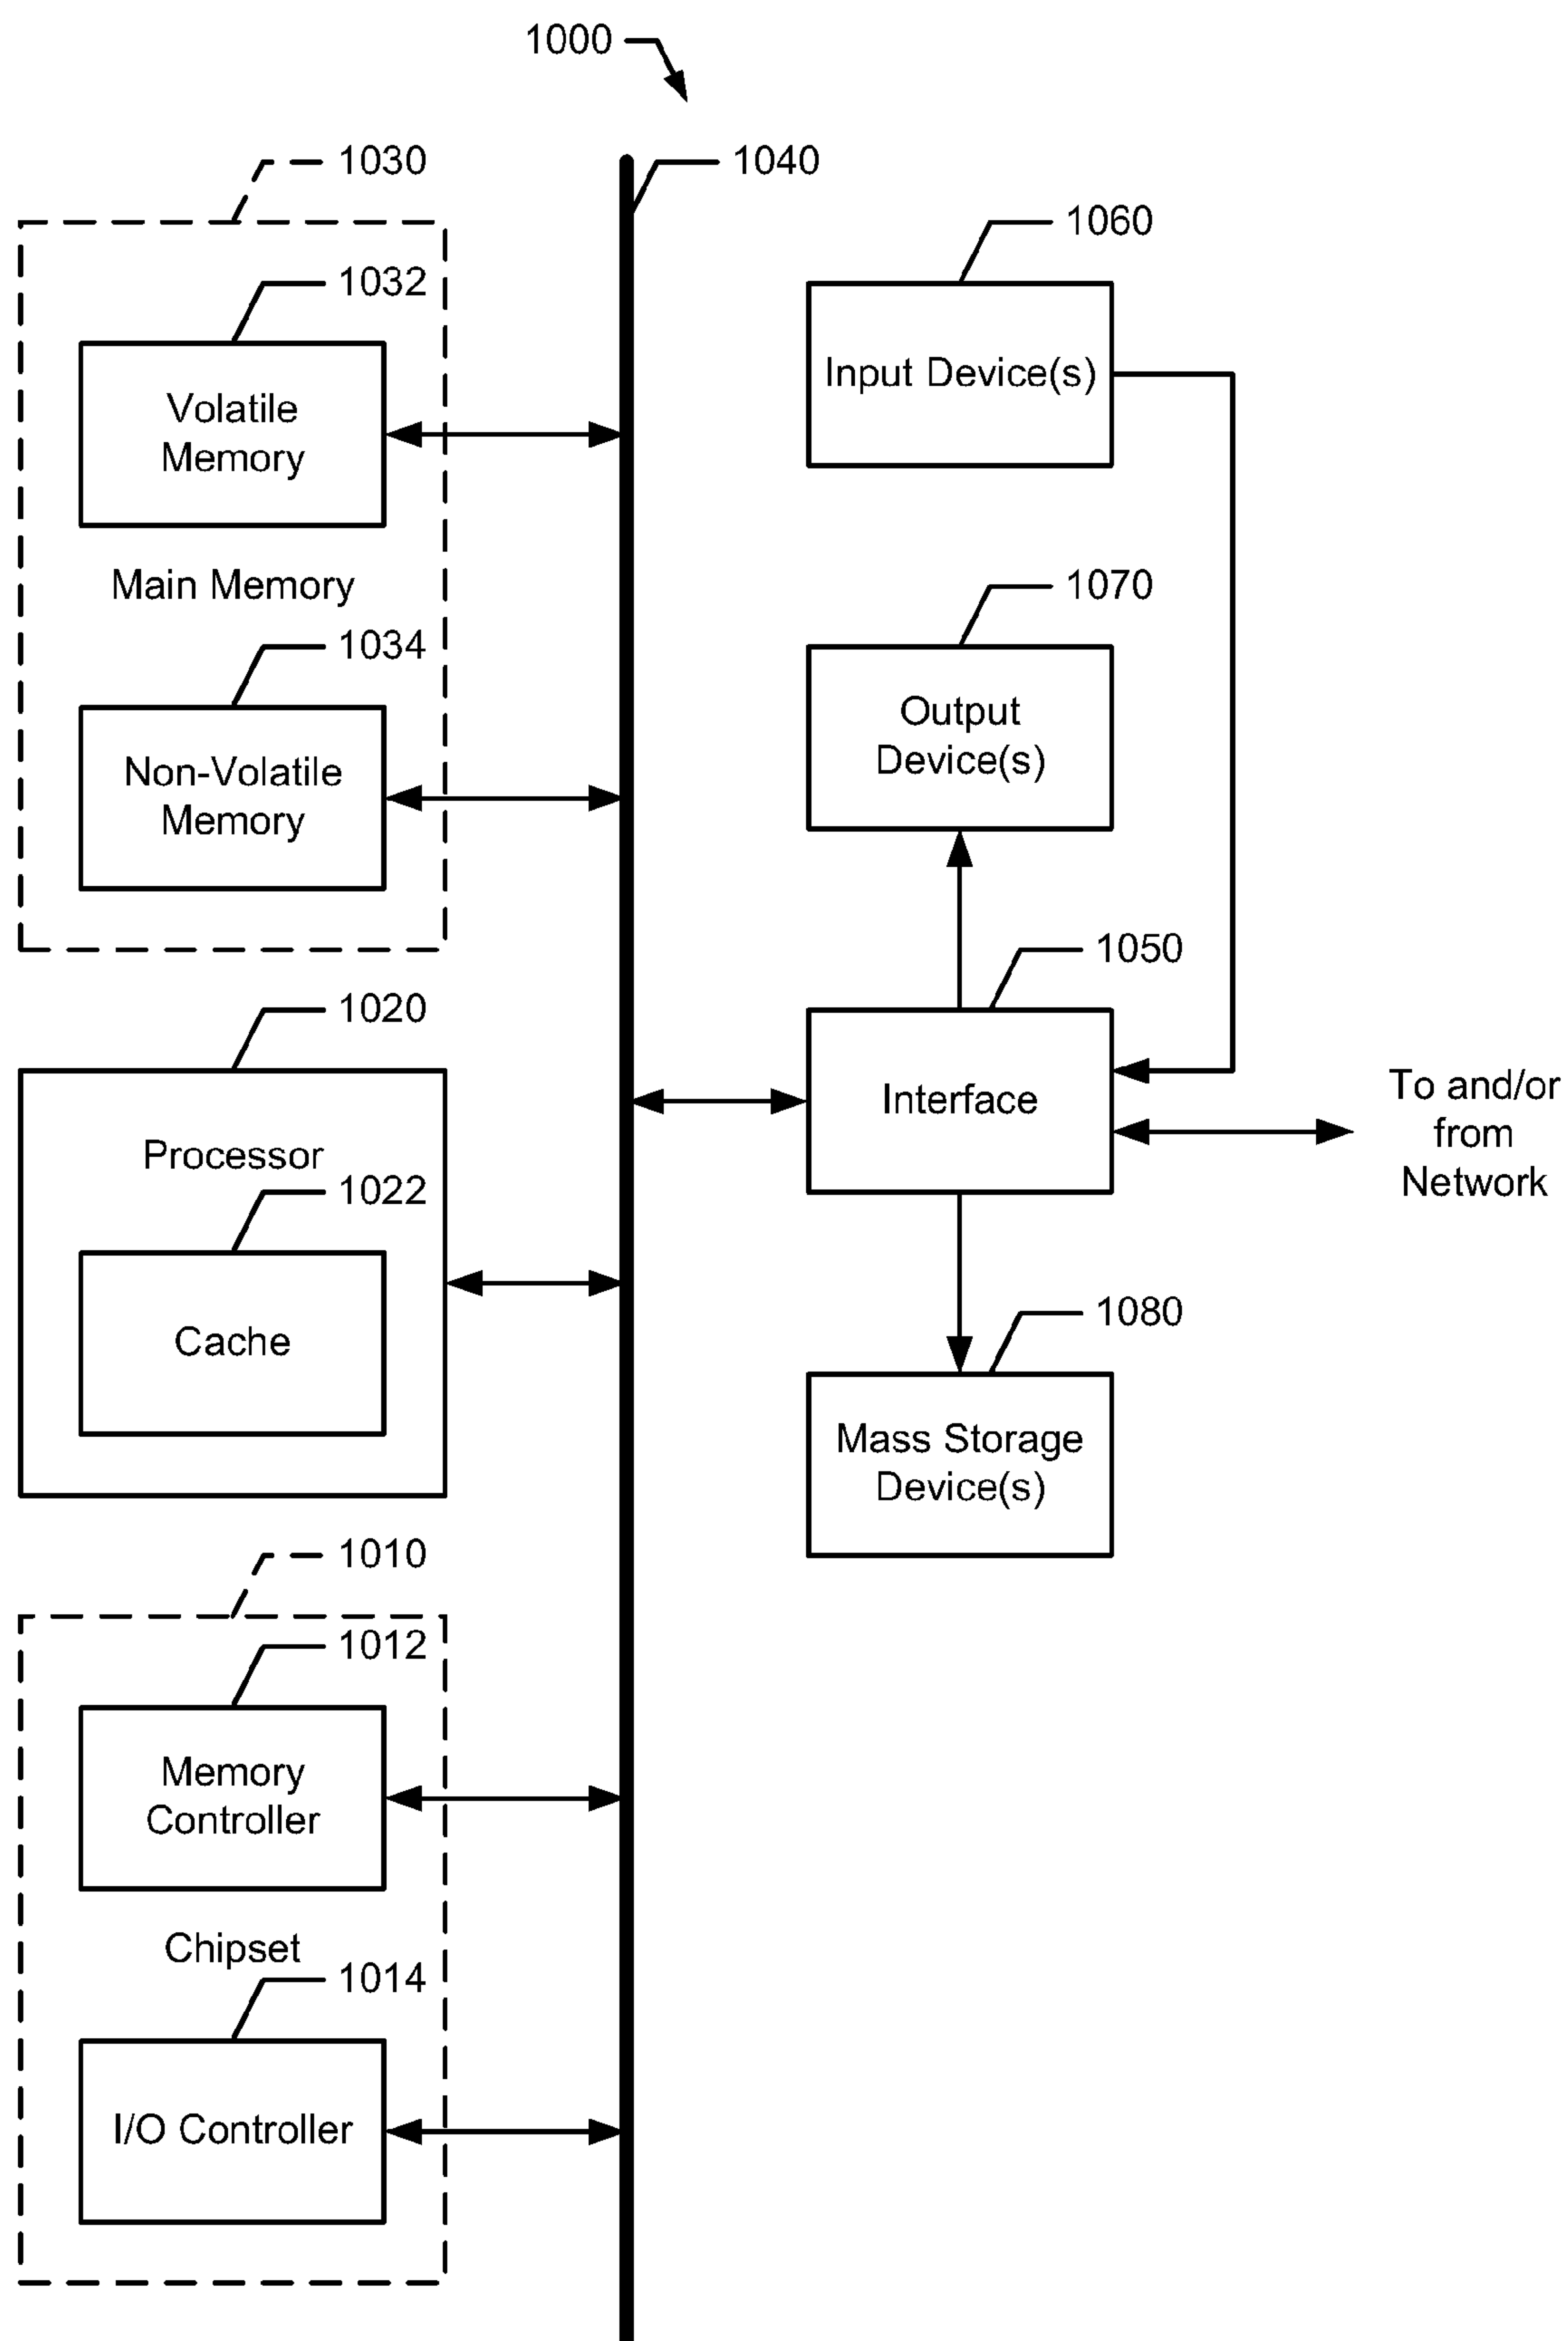 1000
1030
1040
1060
1032
Input Device(s)
Volatile
Memory
Main Memory
1070
1034
Output
Device(s)
Non-Volatile
Memory
1050
1020
Interface
To and/or
from
Network
Processor
1022
1080
Cache
Mass Storage
Device(s)
1010
1012
Memory
Controller
Chipset
1014
I/O Controller